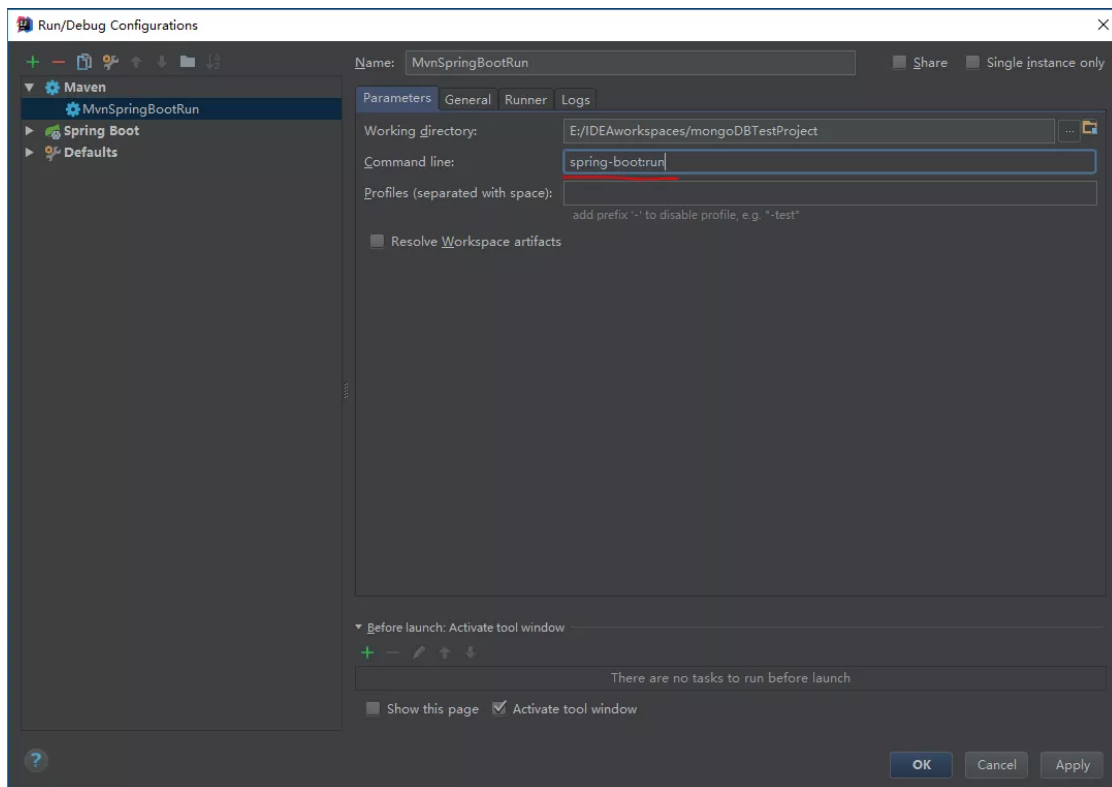 Run/Debug Configurations
Name: MvnSpringBootRun Share Single instance only
Maven
MvnSpringBootRun
Spring Boot
Defaults
Parameters General Runner Logs
Working directory: E:/IDEAworkspaces/mongoDBTestProject ...
Command line: spring-boot:run
Profiles (separated with space):
add prefix '-' to disable profile, e.g. "-test"
Resolve Workspace artifacts
Before launch: Activate tool window
There are no tasks to run before launch
Show this page Activate tool window
? OK Cancel Apply